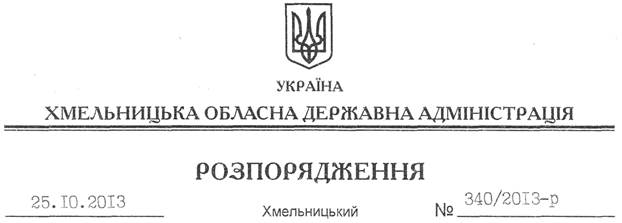 УКРАЇНА
ХМЕЛЬНИЦЬКА ОБЛАСНА ДЕРЖАВНА АДМІНІСТРАЦІЯ
РОЗПОРЯДЖЕННЯ
25.10.2013 Хмельницький № 340/2013-р